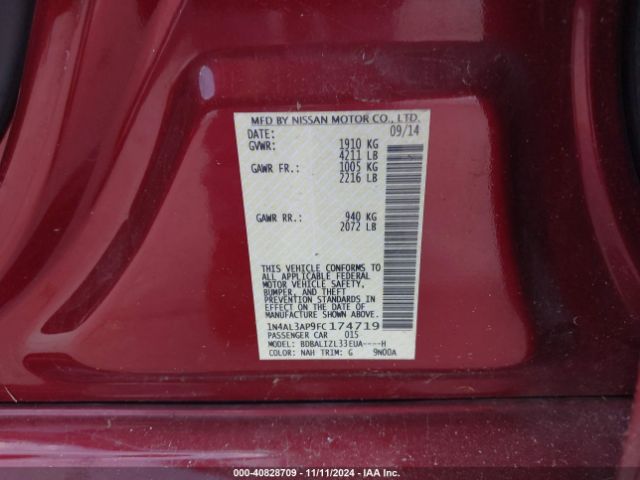 MFD BY NISSAN MOTOR CO., LTD.
DATE: 09/14
GVWR: 1910 KG
4211 LB
GAWR FR.: 1005 KG
2216 LB
GAWR RR.: 940 KG
2072 LB
THIS VEHICLE CONFORMS TO
ALL APPLICABLE FEDERAL
MOTOR VEHICLE SAFETY,
BUMPER, AND THEFT
PREVENTION STANDARDS
IN EFFECT ON THE DATE OF
MANUFACTURE SHOWN ABOVE.
1N4AL3AP9FC174719
PASSENGER CAR 015
MODEL: BDBALIZL33EUA----H
COLOR: NAH TRIM: G 9N00A
000-40828709 - 11/11/2024 - IAA Inc.